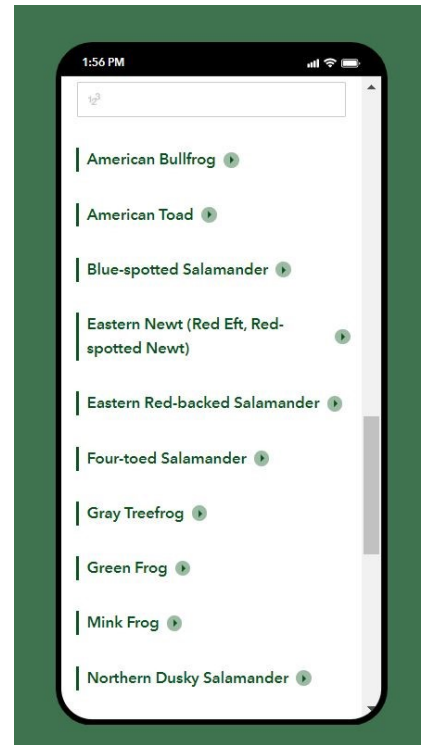 1:56 PM
123
American Bullfrog
American Toad
Blue-spotted Salamander
Eastern Newt (Red Eft, Red-
spotted Newt)
Eastern Red-backed Salamander
Four-toed Salamander
Gray Treefrog
Green Frog
Mink Frog
Northern Dusky Salamander